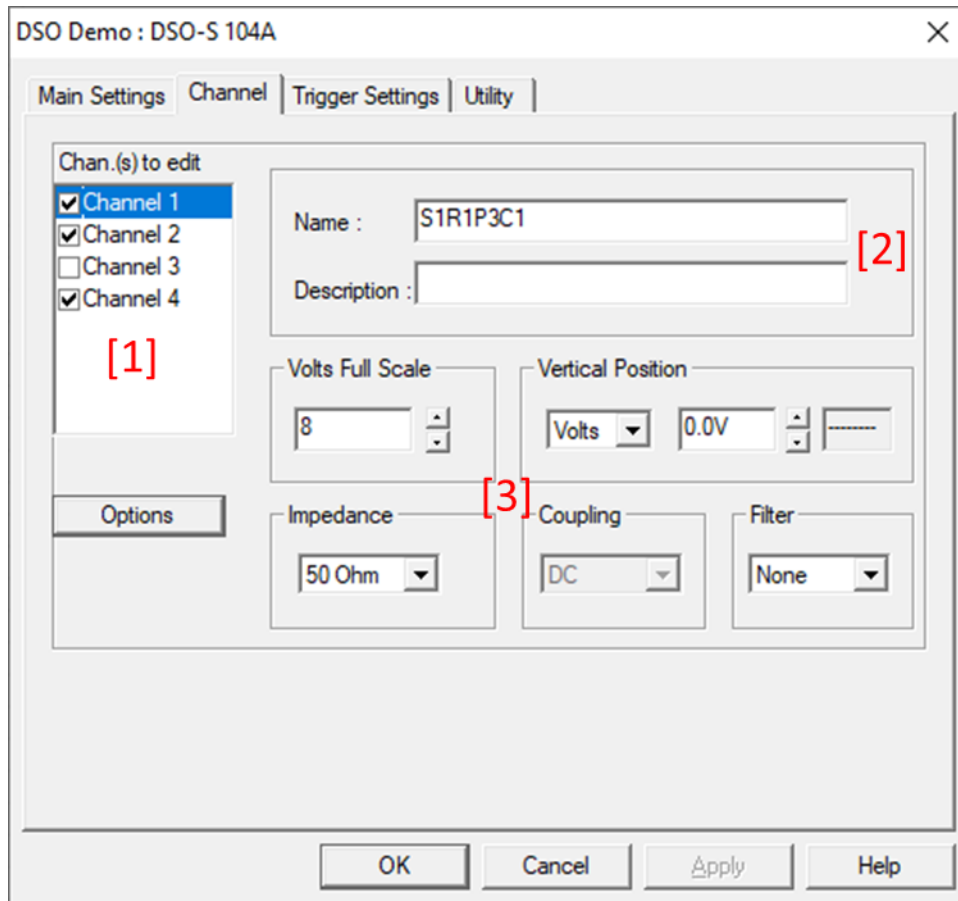 DSO Demo : DSO-S 104A
Main Settings Channel Trigger Settings Utility
Chan.(s) to edit
Channel 1
Channel 2
Channel 3
Channel 4
[1]
Options
Name : S1R1P3C1
Description :
[2]
Volts Full Scale
8
Vertical Position
Volts 0.0V --------
[3]
Impedance
50 Ohm
Coupling
DC
Filter
None
OK Cancel Apply Help